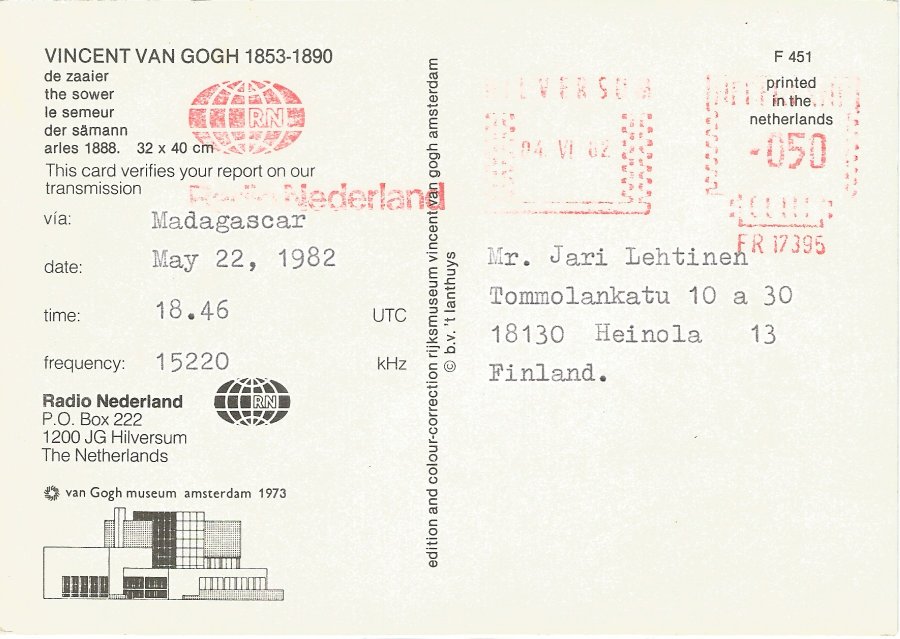 VINCENT VAN GOGH 1853-1890
de zaaier
the sower
le semeur
der sämann
arles 1888. 32 x 40 cm
This card verifies your report on our
transmission
RN
Radio Nederland
vía: Madagascar
date: May 22, 1982
time: 18.46 UTC
frequency: 15220 kHz
Radio Nederland
RN
P.O. Box 222
1200 JG Hilversum
The Netherlands
van Gogh museum amsterdam 1973
edition and colour-correction rijksmuseum vincent van gogh amsterdam
© b.v. 't lanthuys
F 451
printed
in the
netherlands
HILVERSUM
04 VI 82
NEDERLAND
-050
FR 17395
Mr. Jari Lehtinen
Tommolankatu 10 a 30
18130 Heinola 13
Finland.